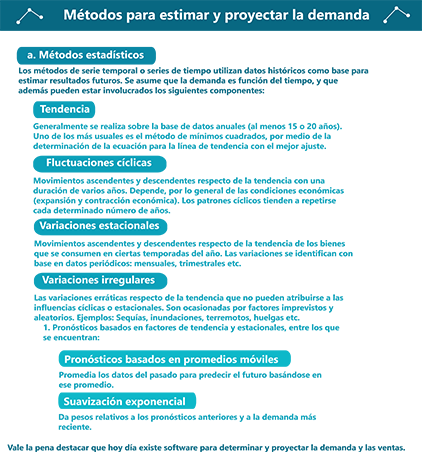 Métodos para estimar y proyectar la demanda
a. Métodos estadísticos
Los métodos de serie temporal o series de tiempo utilizan datos históricos como base para
estimar resultados futuros. Se asume que la demanda es función del tiempo, y que
además pueden estar involucrados los siguientes componentes:
Tendencia
Generalmente se realiza sobre la base de datos anuales (al menos 15 o 20 años).
Uno de los más usuales es el método de mínimos cuadrados, por medio de la
determinación de la ecuación para la línea de tendencia con el mejor ajuste.
Fluctuaciones cíclicas
Movimientos ascendentes y descendentes respecto de la tendencia con una
duración de varios años. Depende, por lo general de las condiciones económicas
(expansión y contracción económica). Los patrones cíclicos tienden a repetirse
cada determinado número de años.
Variaciones estacionales
Movimientos ascendentes y descendentes respecto de la tendencia de los bienes
que se consumen en ciertas temporadas del año. Las variaciones se identifican con
base en datos periódicos: mensuales, trimestrales etc.
Variaciones irregulares
Las variaciones erráticas respecto de la tendencia que no pueden atribuirse a las
influencias cíclicas o estacionales. Son ocasionadas por factores imprevistos y
aleatorios. Ejemplos: Sequías, inundaciones, terremotos, huelgas etc.
1. Pronósticos basados en factores de tendencia y estacionales, entre los que
se encuentran:
Pronósticos basados en promedios móviles
Promedia los datos del pasado para predecir el futuro basándose en
ese promedio.
Suavización exponencial
Da pesos relativos a los pronósticos anteriores y a la demanda más
reciente.
Vale la pena destacar que hoy día existe software para determinar y proyectar la demanda y las ventas.